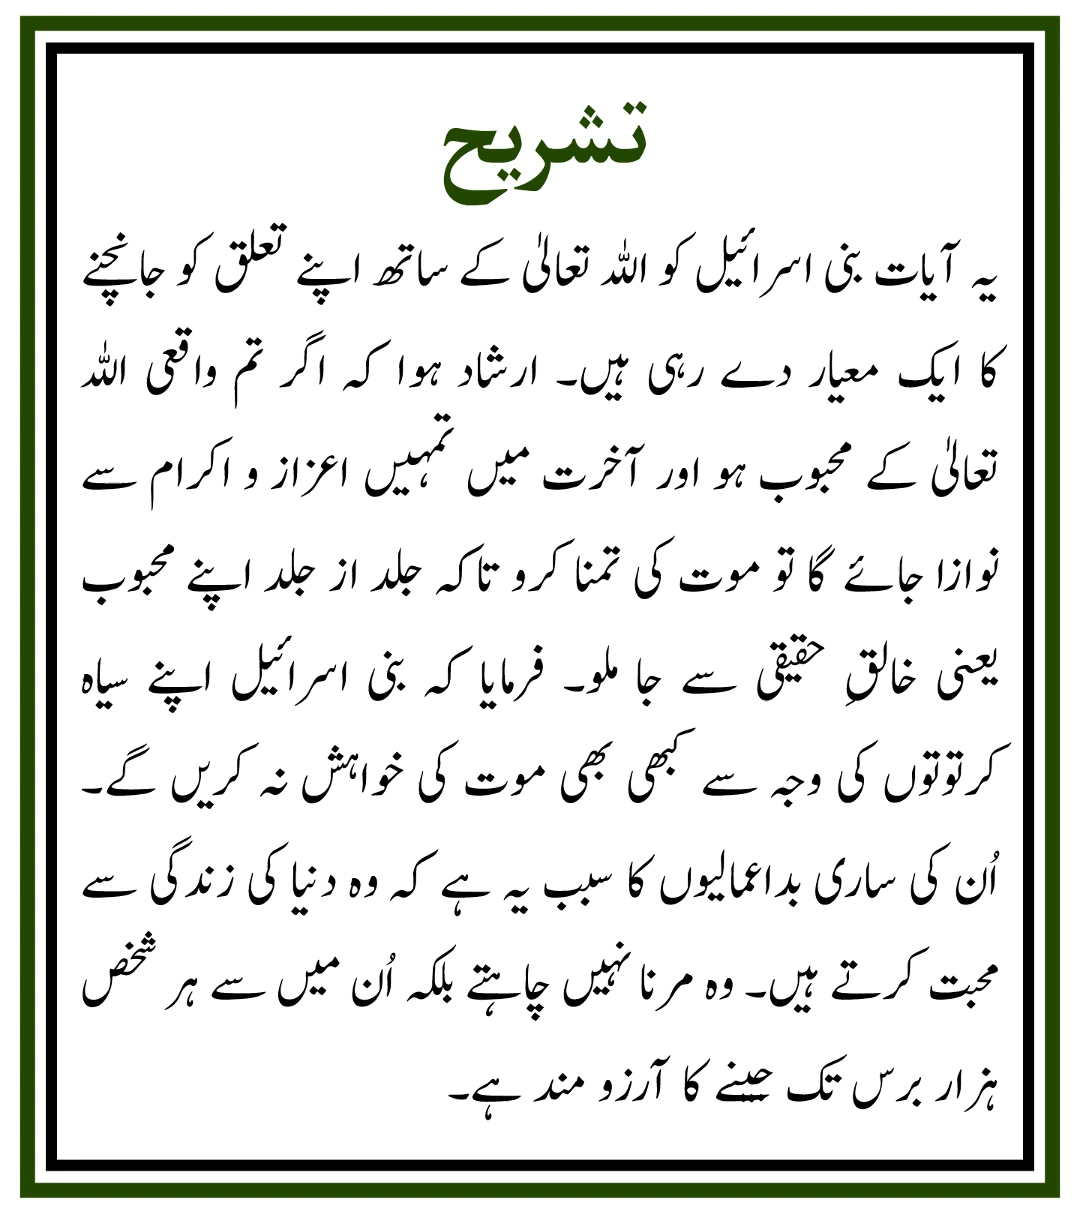 تشریح
یہ آیات بنی اسرائیل کو اللہ تعالیٰ کے ساتھ اپنے تعلق کو جانچنے
کا ایک معیار دے رہی ہیں۔ ارشاد ہوا کہ اگر تم واقعی اللہ
تعالیٰ کے محبوب ہو اور آخرت میں تمہیں اعزاز و اکرام سے
نوازا جائے گا تو موت کی تمنا کرو تاکہ جلد از جلد اپنے محبوب
یعنی خالقِ حقیقی سے جا ملو۔ فرمایا کہ بنی اسرائیل اپنے سیاہ
کرتوتوں کی وجہ سے کبھی بھی موت کی خواہش نہ کریں گے۔
اُن کی ساری بداعمالیوں کا سبب یہ ہے کہ وہ دنیا کی زندگی سے
محبت کرتے ہیں۔ وہ مرنا نہیں چاہتے بلکہ اُن میں سے ہر شخص
ہزار برس تک جینے کا آرزو مند ہے۔